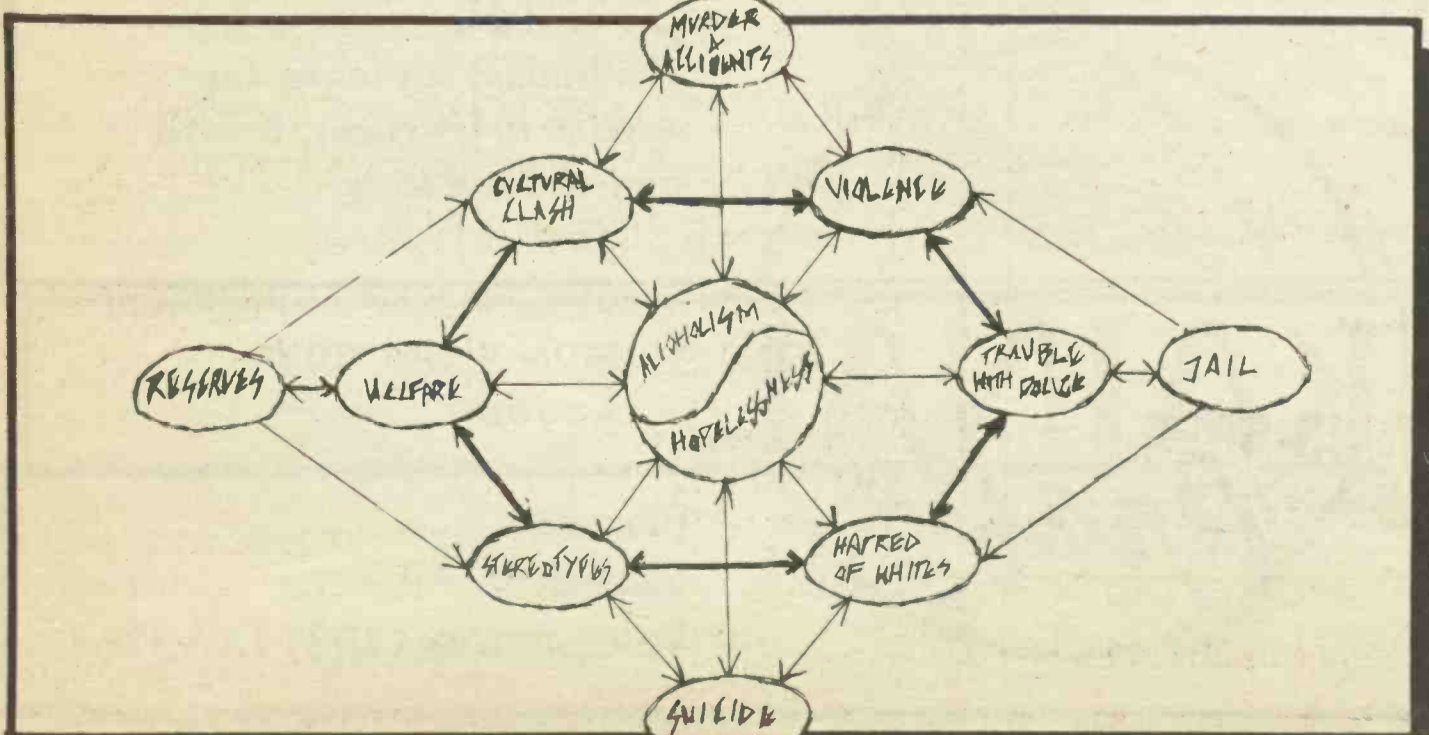 MURDER
&
ACCIDENTS
CULTURAL
CLASH
VIOLENCE
RESERVES
WELFARE
ALCOHOLISM
HOPELESSNESS
TROUBLE
WITH POLICE
JAIL
STEREOTYPES
HATRED
OF WHITES
SUICIDE